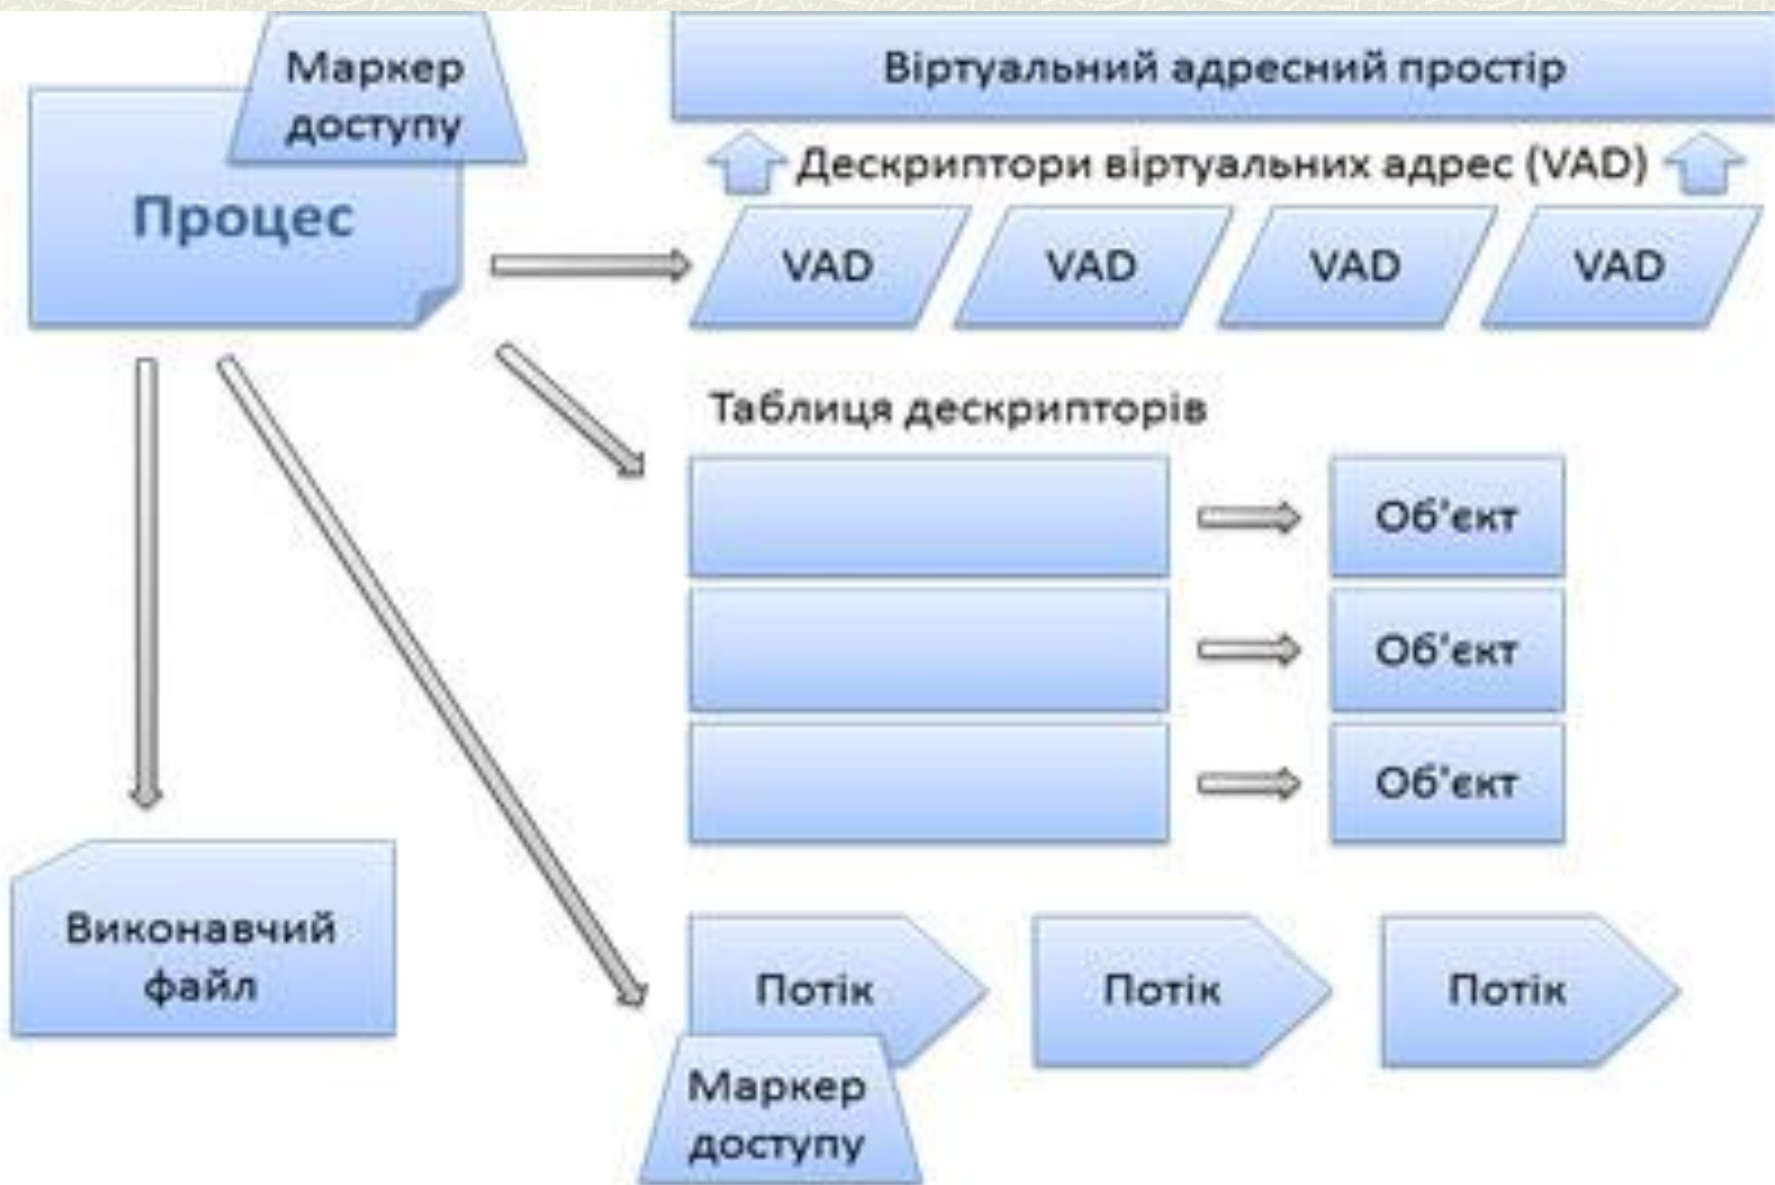 Маркер
доступу
Процес
Віртуальний адресний простір
Дескриптори віртуальних адрес (VAD)
VAD VAD VAD VAD
Таблиця дескрипторів
Об'єкт
Об'єкт
Об'єкт
Виконавчий
файл
Потік Потік Потік
Маркер
доступу